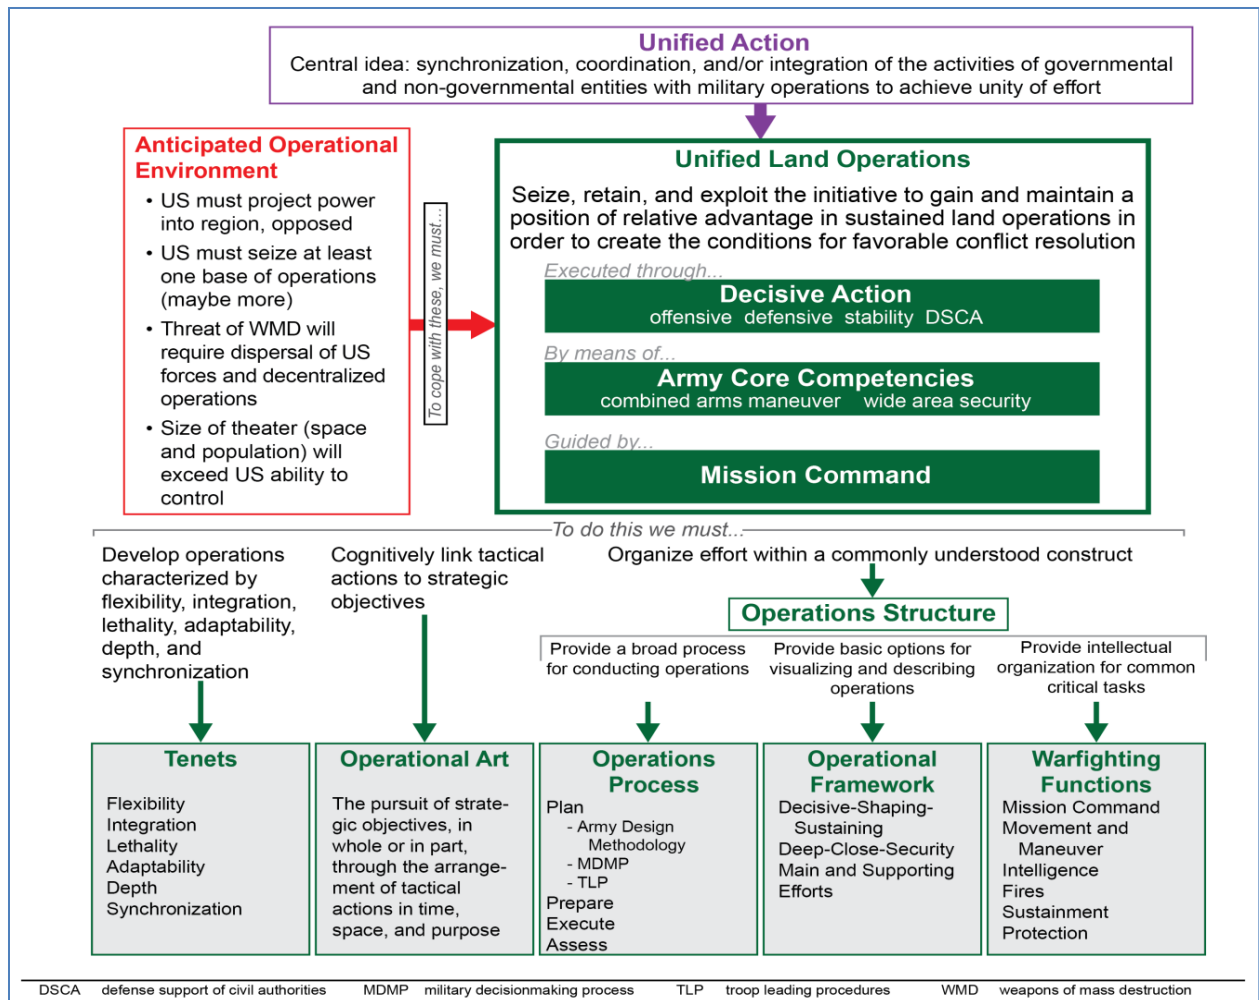 Unified Action
Central idea: synchronization, coordination, and/or integration of the activities of governmental
and non-governmental entities with military operations to achieve unity of effort
Anticipated Operational
Environment
• US must project power
into region, opposed
• US must seize at least
one base of operations
(maybe more)
• Threat of WMD will
require dispersal of US
forces and decentralized
operations
• Size of theater (space
and population) will
exceed US ability to
control
To cope with these, we must....
Unified Land Operations
Seize, retain, and exploit the initiative to gain and maintain a
position of relative advantage in sustained land operations in
order to create the conditions for favorable conflict resolution
Executed through...
Decisive Action
offensive defensive stability DSCA
By means of...
Army Core Competencies
combined arms maneuver wide area security
Guided by...
Mission Command
To do this we must...
Develop operations
characterized by
flexibility, integration,
lethality, adaptability,
depth, and
synchronization
Cognitively link tactical
actions to strategic
objectives
Organize effort within a commonly understood construct
Operations Structure
Provide a broad process
for conducting operations
Provide basic options for
visualizing and describing
operations
Provide intellectual
organization for common
critical tasks
Tenets
Flexibility
Integration
Lethality
Adaptability
Depth
Synchronization
Operational Art
The pursuit of strate-
gic objectives, in
whole or in part,
through the arrange-
ment of tactical
actions in time,
space, and purpose
Operations
Process
Plan
- Army Design
Methodology
- MDMP
- TLP
Prepare
Execute
Assess
Operational
Framework
Decisive-Shaping-
Sustaining
Deep-Close-Security
Main and Supporting
Efforts
Warfighting
Functions
Mission Command
Movement and
Maneuver
Intelligence
Fires
Sustainment
Protection
DSCA defense support of civil authorities MDMP military decisionmaking process TLP troop leading procedures WMD weapons of mass destruction